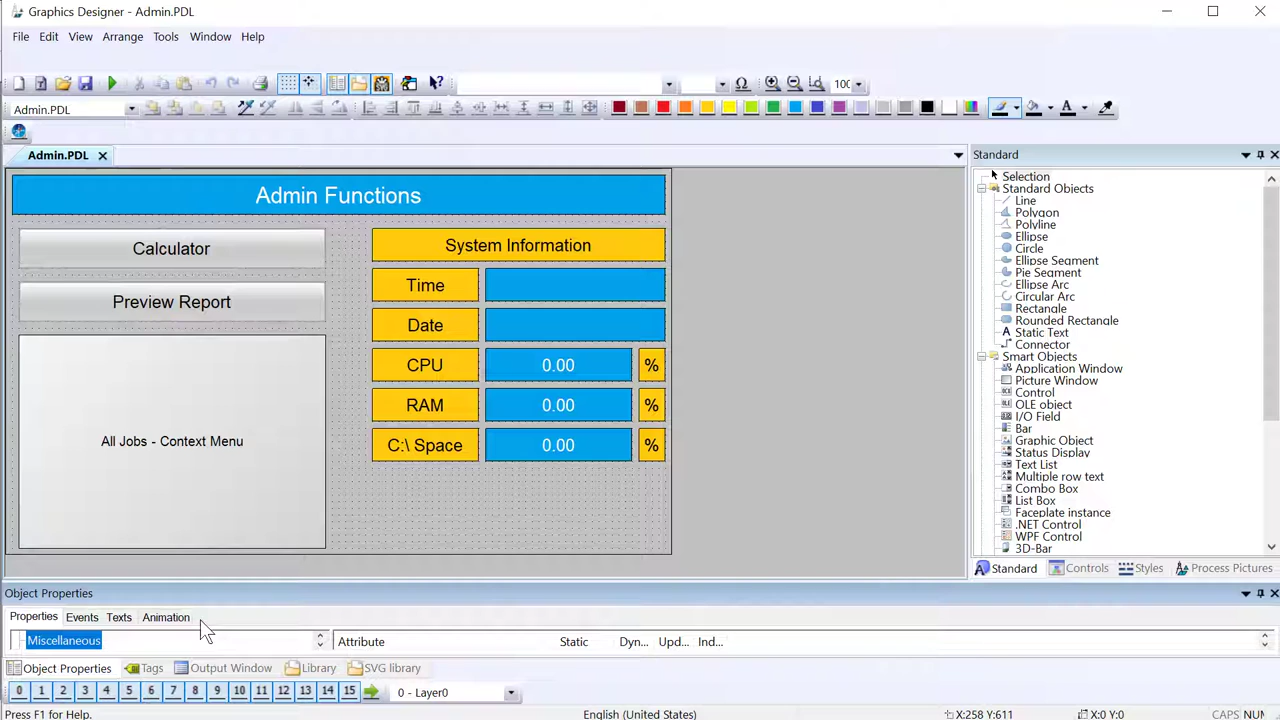 Graphics Designer - Admin.PDL
File Edit View Arrange Tools Window Help
100
Admin.PDL
Admin.PDL
Standard
Admin Functions
Calculator
Preview Report
All Jobs - Context Menu
System Information
Time
Date
CPU 0.00 %
RAM 0.00 %
C:\ Space 0.00 %
Selection
Standard Objects
Line
Polygon
Polyline
Ellipse
Circle
Ellipse Segment
Pie Segment
Ellipse Arc
Circular Arc
Rectangle
Rounded Rectangle
Static Text
Connector
Smart Objects
Application Window
Picture Window
Control
OLE object
I/O Field
Bar
Graphic Object
Status Display
Text List
Multiple row text
Combo Box
List Box
Faceplate instance
.NET Control
WPF Control
3D-Bar
Standard Controls Styles Process Pictures
Object Properties
Properties Events Texts Animation
Miscellaneous
Attribute Static Dyn... Upd... Ind...
Object Properties Tags Output Window Library SVG library
0 1 2 3 4 5 6 7 8 9 10 11 12 13 14 15 0 - Layer0
Press F1 for Help. English (United States) X:258 Y:611 X:0 Y:0 CAPS NUM